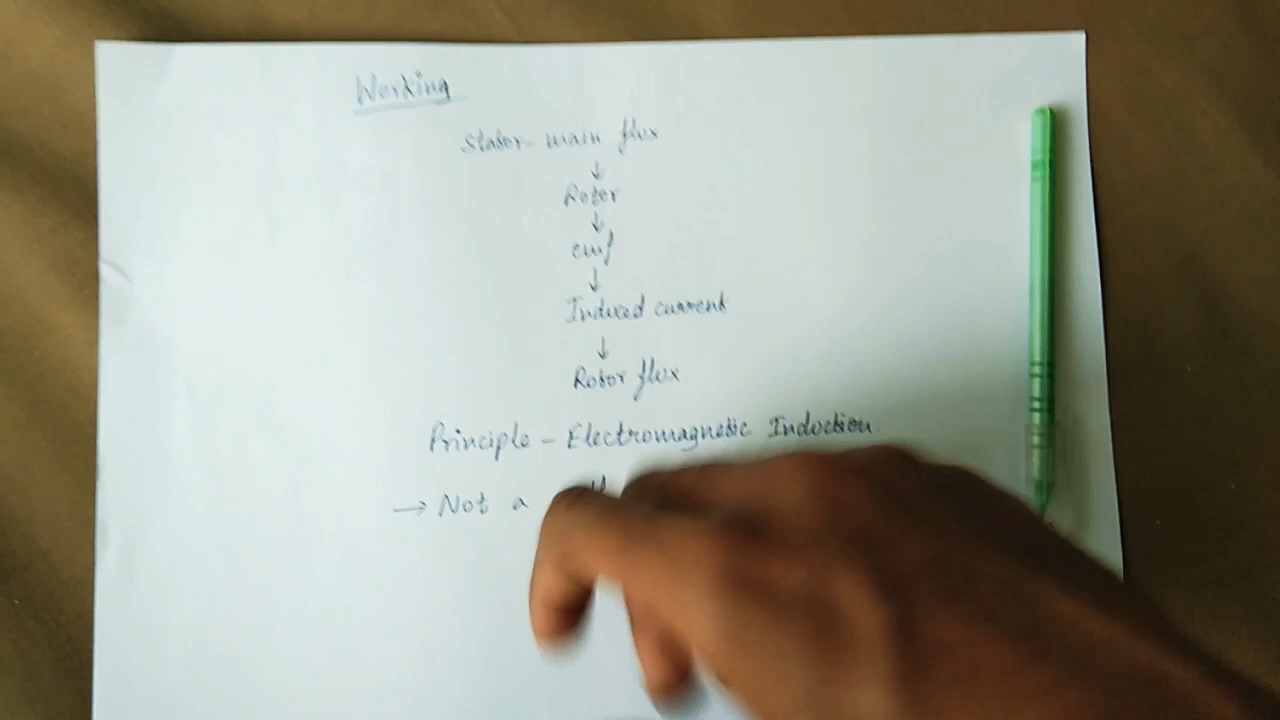 Working
Stator- main flux
↓
Rotor
↓
emf
↓
Induced current
↓
Rotor flux
Principle - Electromagnetic Induction
→ Not a